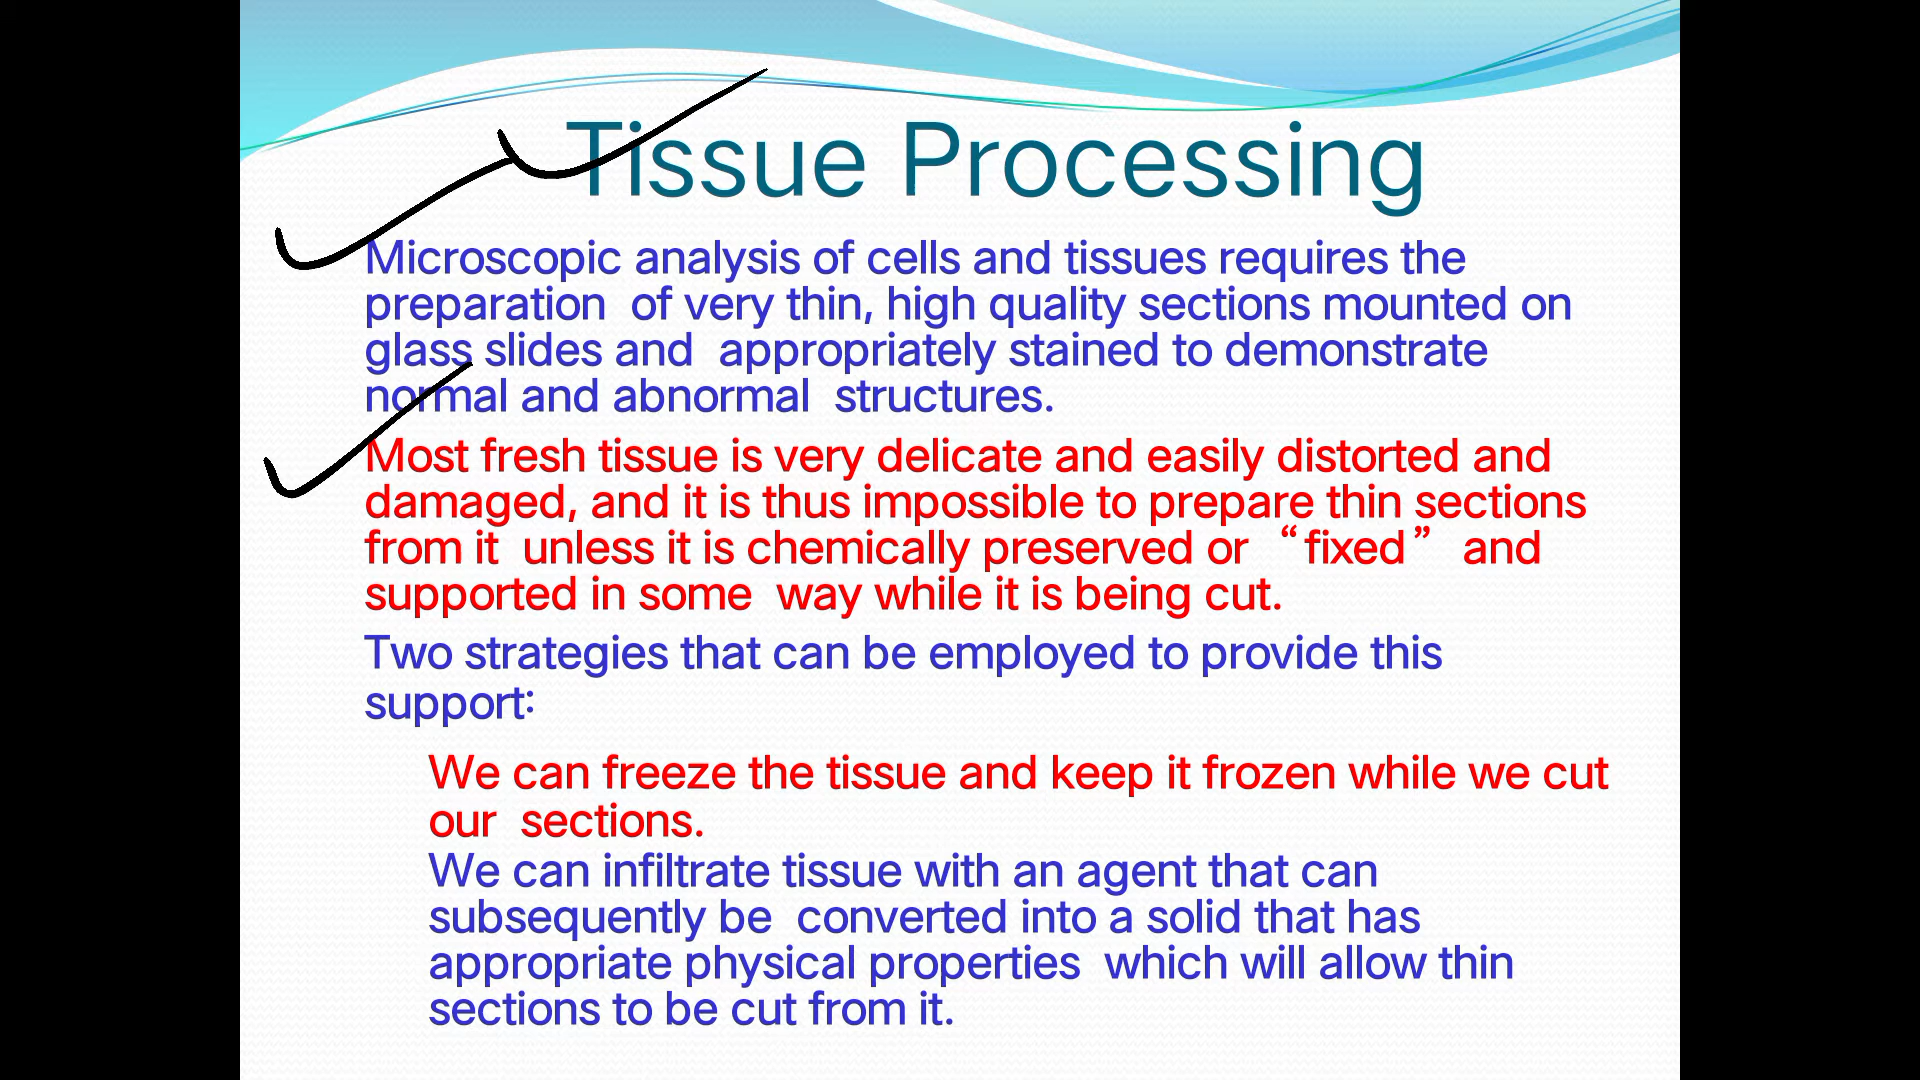 Tissue Processing
Microscopic analysis of cells and tissues requires the
preparation of very thin, high quality sections mounted on
glass slides and appropriately stained to demonstrate
normal and abnormal structures.
Most fresh tissue is very delicate and easily distorted and
damaged, and it is thus impossible to prepare thin sections
from it unless it is chemically preserved or “fixed” and
supported in some way while it is being cut.
Two strategies that can be employed to provide this
support:
We can freeze the tissue and keep it frozen while we cut
our sections.
We can infiltrate tissue with an agent that can
subsequently be converted into a solid that has
appropriate physical properties which will allow thin
sections to be cut from it.